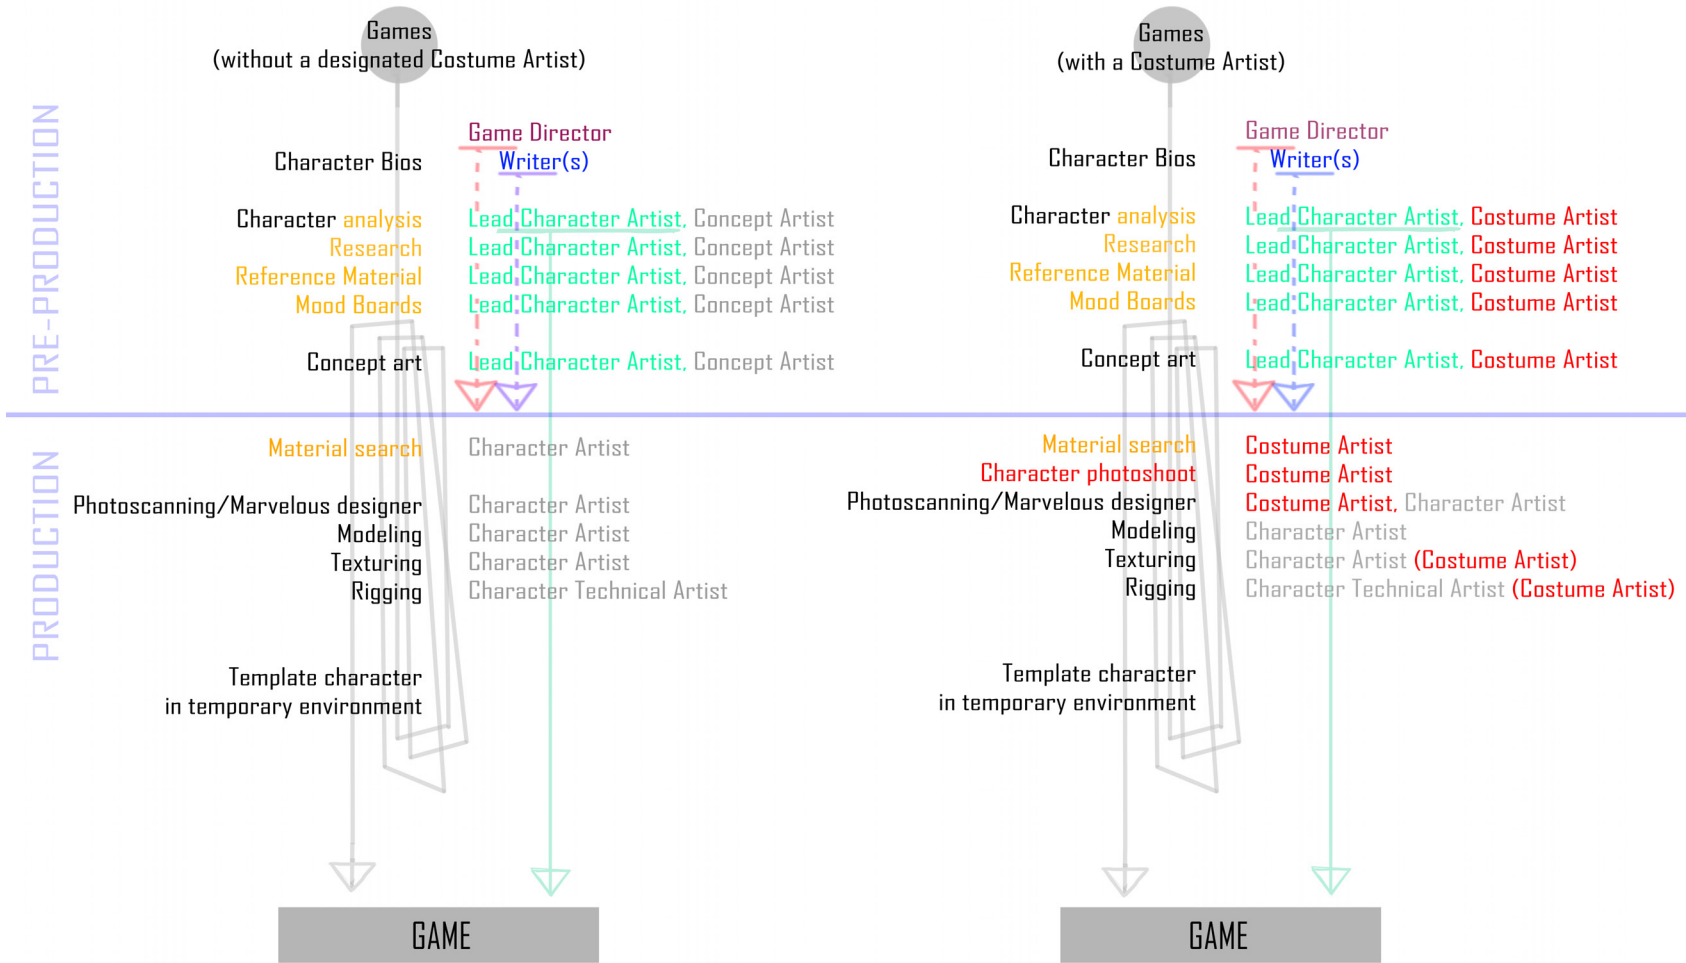 Games
(without a designated Costume Artist)
PRE-PRODUCTION
Game Director
Character Bios Writer(s)
Character analysis Lead Character Artist, Concept Artist
Research Lead Character Artist, Concept Artist
Reference Material Lead Character Artist, Concept Artist
Mood Boards Lead Character Artist, Concept Artist
Concept art Lead Character Artist, Concept Artist
PRODUCTION
Material search Character Artist
Photoscanning/Marvelous designer Character Artist
Modeling Character Artist
Texturing Character Artist
Rigging Character Technical Artist
Template character
in temporary environment
GAME
Games
(with a Costume Artist)
Game Director
Character Bios Writer(s)
Character analysis Lead Character Artist, Costume Artist
Research Lead Character Artist, Costume Artist
Reference Material Lead Character Artist, Costume Artist
Mood Boards Lead Character Artist, Costume Artist
Concept art Lead Character Artist, Costume Artist
Material search Costume Artist
Character photoshoot Costume Artist
Photoscanning/Marvelous designer Costume Artist, Character Artist
Modeling Character Artist
Texturing Character Artist (Costume Artist)
Rigging Character Technical Artist (Costume Artist)
Template character
in temporary environment
GAME